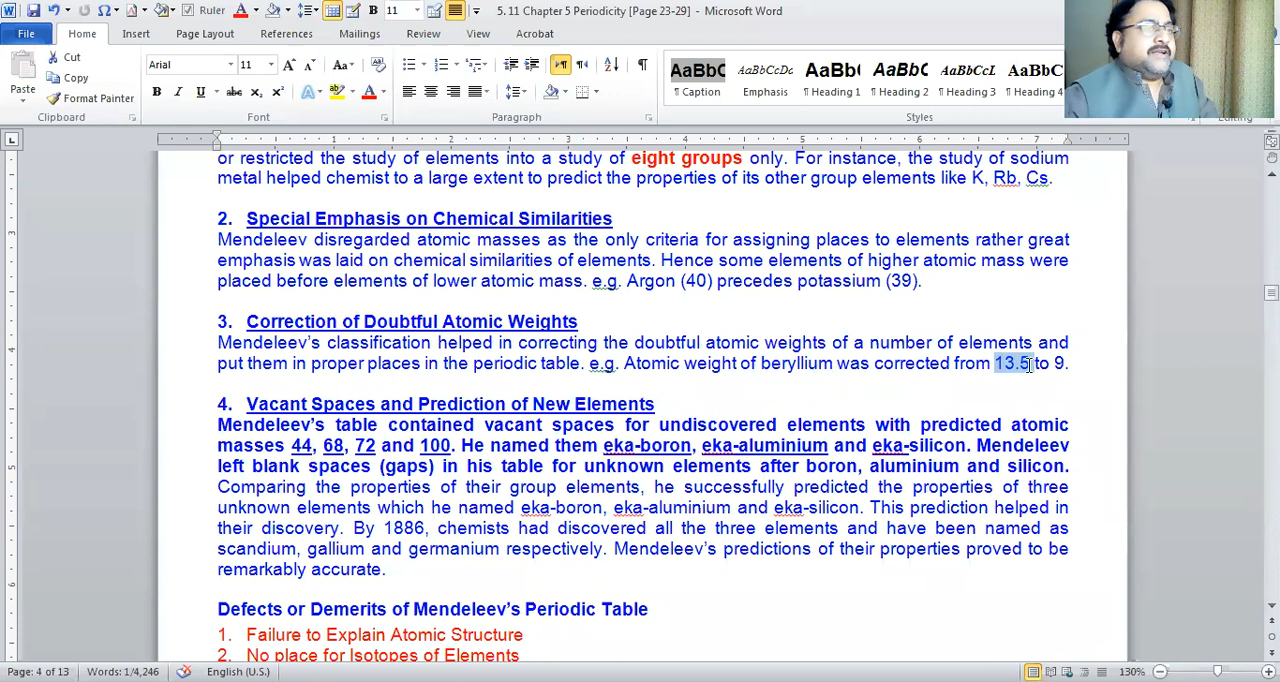 Ruler
B
11
5. 11 Chapter 5 Periodicity [Page 23-29] - Microsoft Word
File
Home
Insert
Page Layout
References
Mailings
Review
View
Acrobat
Cut
Copy
Format Painter
Paste
Arial
11
B I U abc x₂ x²
AaBbC
AaBbCcDc
AaBb(
AaBbC
AaBbCcL
AaBbC
¶ Caption
Emphasis
¶ Heading 1
¶ Heading 2
¶ Heading 3
¶ Heading 4
Clipboard
Font
Paragraph
Styles
1
2
3
4
5
6
7
or restricted the study of elements into a study of eight groups only. For instance, the study of sodium
metal helped chemist to a large extent to predict the properties of its other group elements like K, Rb, Cs.
2. Special Emphasis on Chemical Similarities
Mendeleev disregarded atomic masses as the only criteria for assigning places to elements rather great
emphasis was laid on chemical similarities of elements. Hence some elements of higher atomic mass were
placed before elements of lower atomic mass. e.g. Argon (40) precedes potassium (39).
3. Correction of Doubtful Atomic Weights
Mendeleev's classification helped in correcting the doubtful atomic weights of a number of elements and
put them in proper places in the periodic table. e.g. Atomic weight of beryllium was corrected from 13.5 to 9.
4. Vacant Spaces and Prediction of New Elements
Mendeleev's table contained vacant spaces for undiscovered elements with predicted atomic
masses 44, 68, 72 and 100. He named them eka-boron, eka-aluminium and eka-silicon. Mendeleev
left blank spaces (gaps) in his table for unknown elements after boron, aluminium and silicon.
Comparing the properties of their group elements, he successfully predicted the properties of three
unknown elements which he named eka-boron, eka-aluminium and eka-silicon. This prediction helped in
their discovery. By 1886, chemists had discovered all the three elements and have been named as
scandium, gallium and germanium respectively. Mendeleev's predictions of their properties proved to be
remarkably accurate.
Defects or Demerits of Mendeleev's Periodic Table
1. Failure to Explain Atomic Structure
2. No place for Isotopes of Elements
Page: 4 of 13
Words: 1/4,246
English (U.S.)
130%